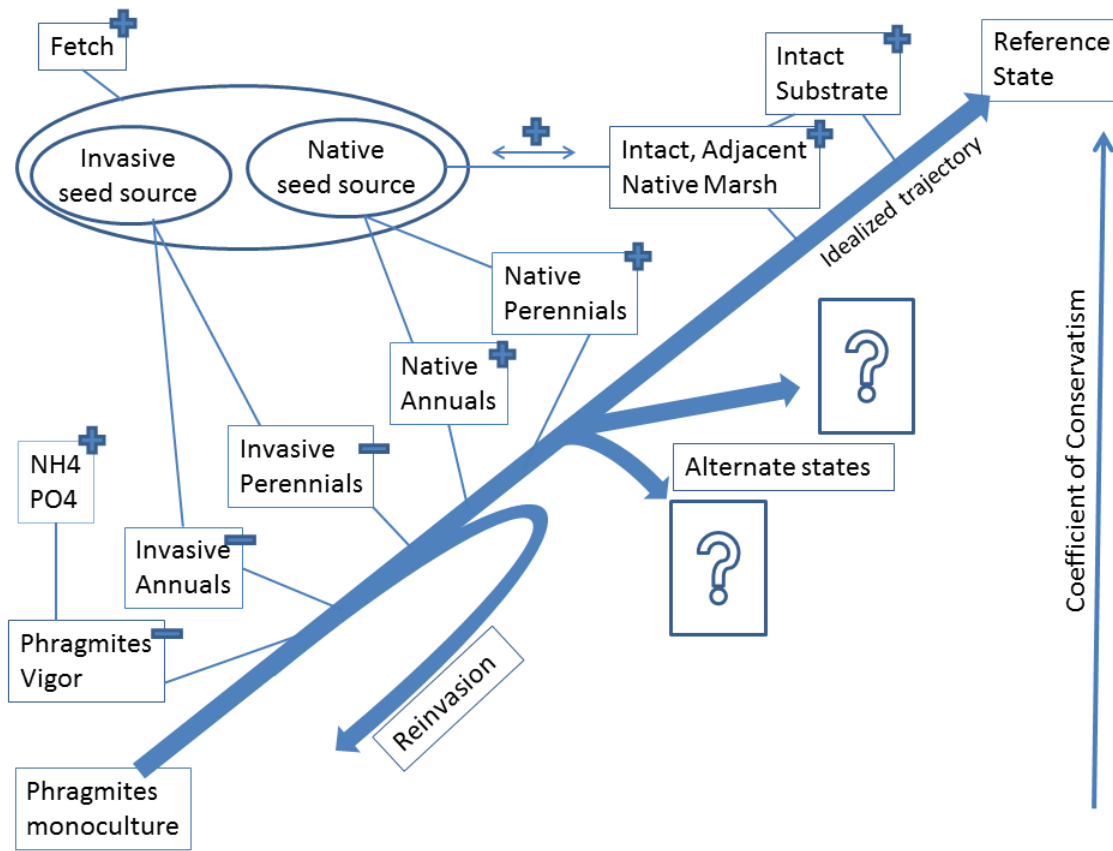 Fetch
Intact
Substrate
Reference
State
Invasive
seed source
Native
seed source
Intact, Adjacent
Native Marsh
Idealized trajectory
Native
Perennials
?
Native
Annuals
Coefficient of Conservatism
NH4
PO4
Invasive
Perennials
Alternate states
?
Invasive
Annuals
Phragmites
Vigor
Reinvasion
Phragmites
monoculture